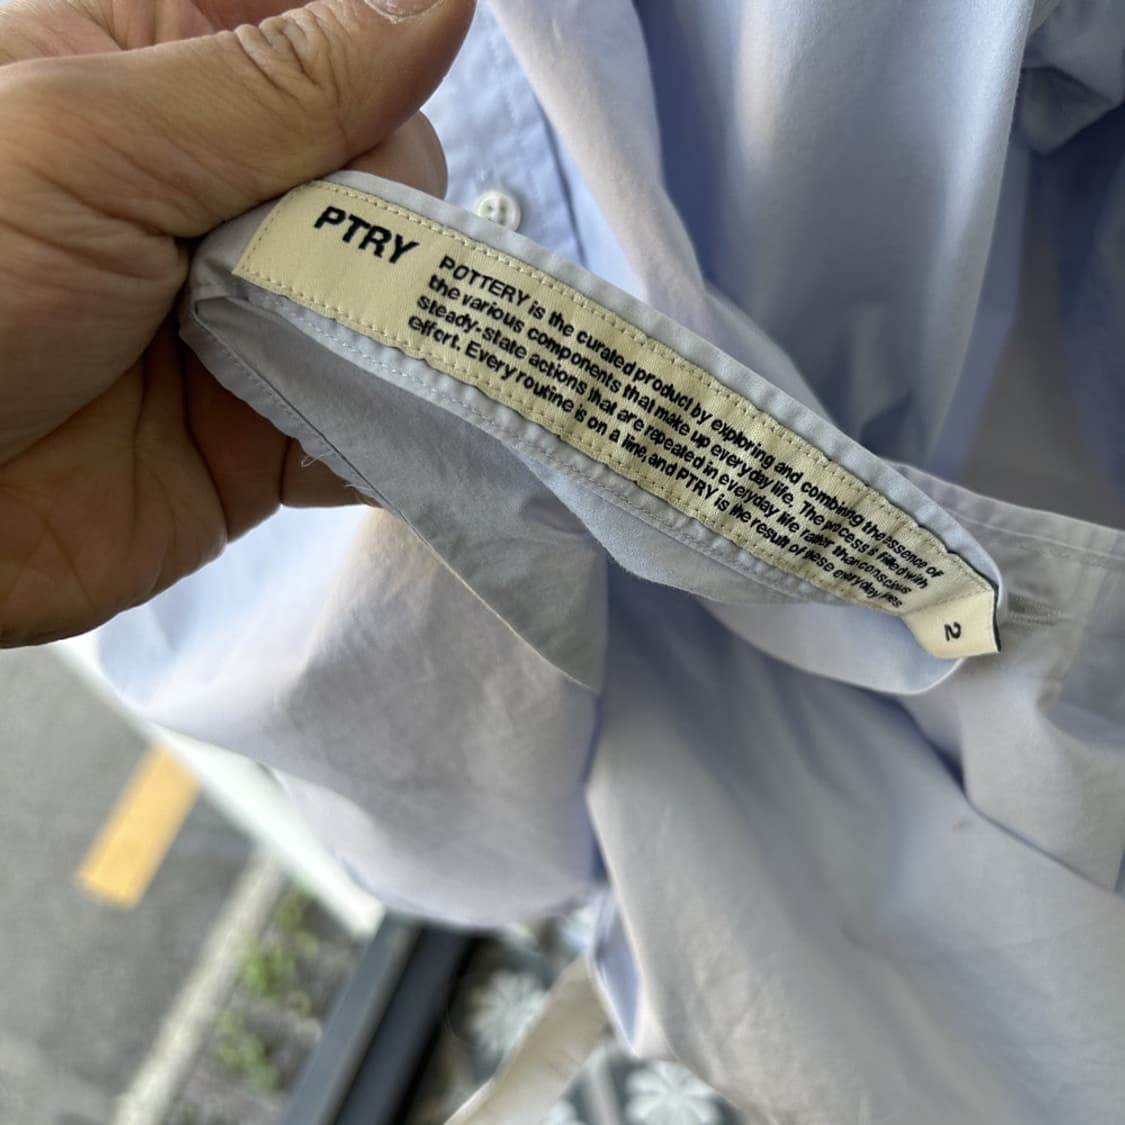 PTRY
POTTERY is the curated product by exploring and combining the essence of
the various components that make up everyday life. The process is filled with
steady-state actions that are repeated in everyday life rather than conscious
effort. Every routine is on a line, and PTRY is the result of these everyday lines
2